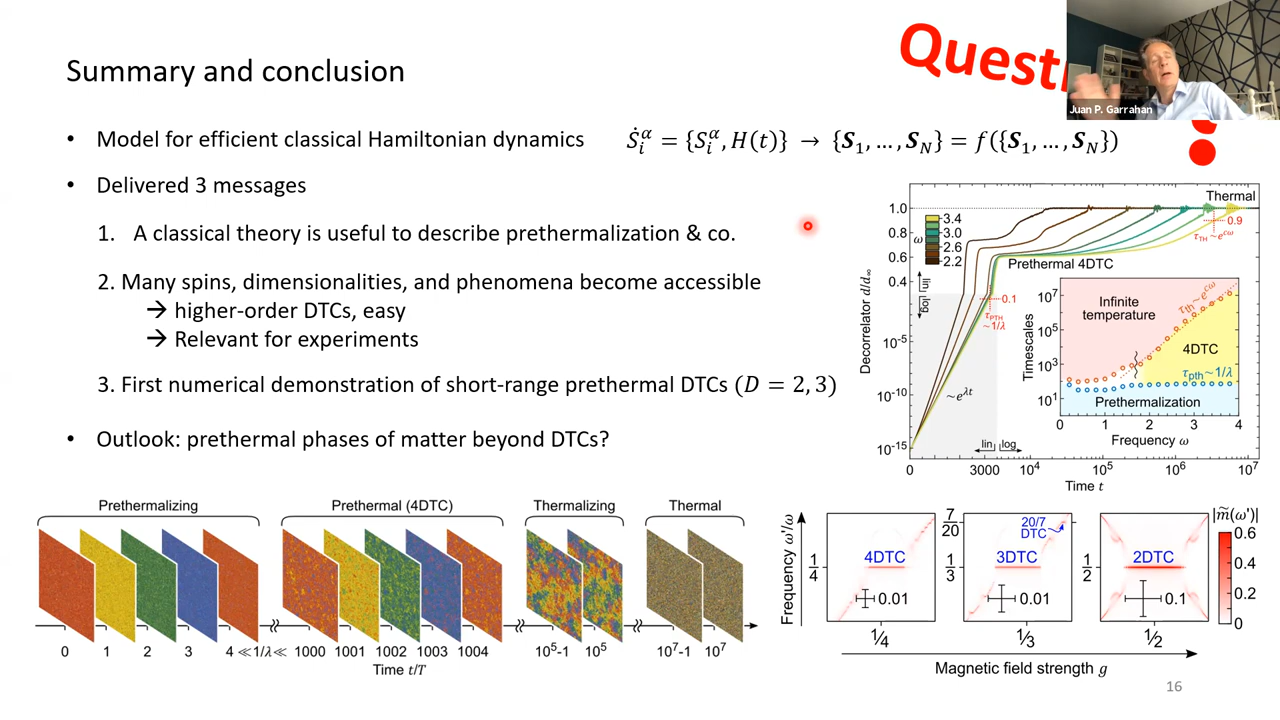 Summary and conclusion
Juan P. Garrahan
• Model for efficient classical Hamiltonian dynamics
Ṡᵢᵅ = {Sᵢᵅ, H(t)} → {S₁, …, S_N} = f({S₁, …, S_N})
• Delivered 3 messages
1. A classical theory is useful to describe prethermalization & co.
2. Many spins, dimensionalities, and phenomena become accessible
→ higher-order DTCs, easy
→ Relevant for experiments
3. First numerical demonstration of short-range prethermal DTCs (D = 2, 3)
• Outlook: prethermal phases of matter beyond DTCs?
Thermal
1.0
0.8
0.6
0.4
10⁻⁵
10⁻¹⁰
10⁻¹⁵
Decorrelator d/d∞
ω
3.4
3.0
2.6
2.2
lin
log
0.9
τ_TH~e^cω
Prethermal 4DTC
0.1
τ_PTH
~1/λ
~e^λt
lin
log
0
3000
10⁴
10⁵
10⁶
10⁷
Time t
Timescales
10⁷
10⁵
10³
10¹
Infinite
temperature
τ_th~e^cω
4DTC
τ_pth~1/λ
Prethermalization
0 1 2 3 4
Frequency ω
Prethermalizing
Prethermal (4DTC)
Thermalizing
Thermal
0 1 2 3 4 ≪1/λ≪ 1000 1001 1002 1003 1004 10⁵-1 10⁵ 10⁷-1 10⁷
Time t/T
Frequency ω'/ω
1/4
4DTC
0.01
1/4
7/20
1/3
20/7
DTC
3DTC
0.01
1/3
1/2
2DTC
0.1
1/2
|m̃(ω')|
0.6
0.4
0.2
0
Magnetic field strength g
16